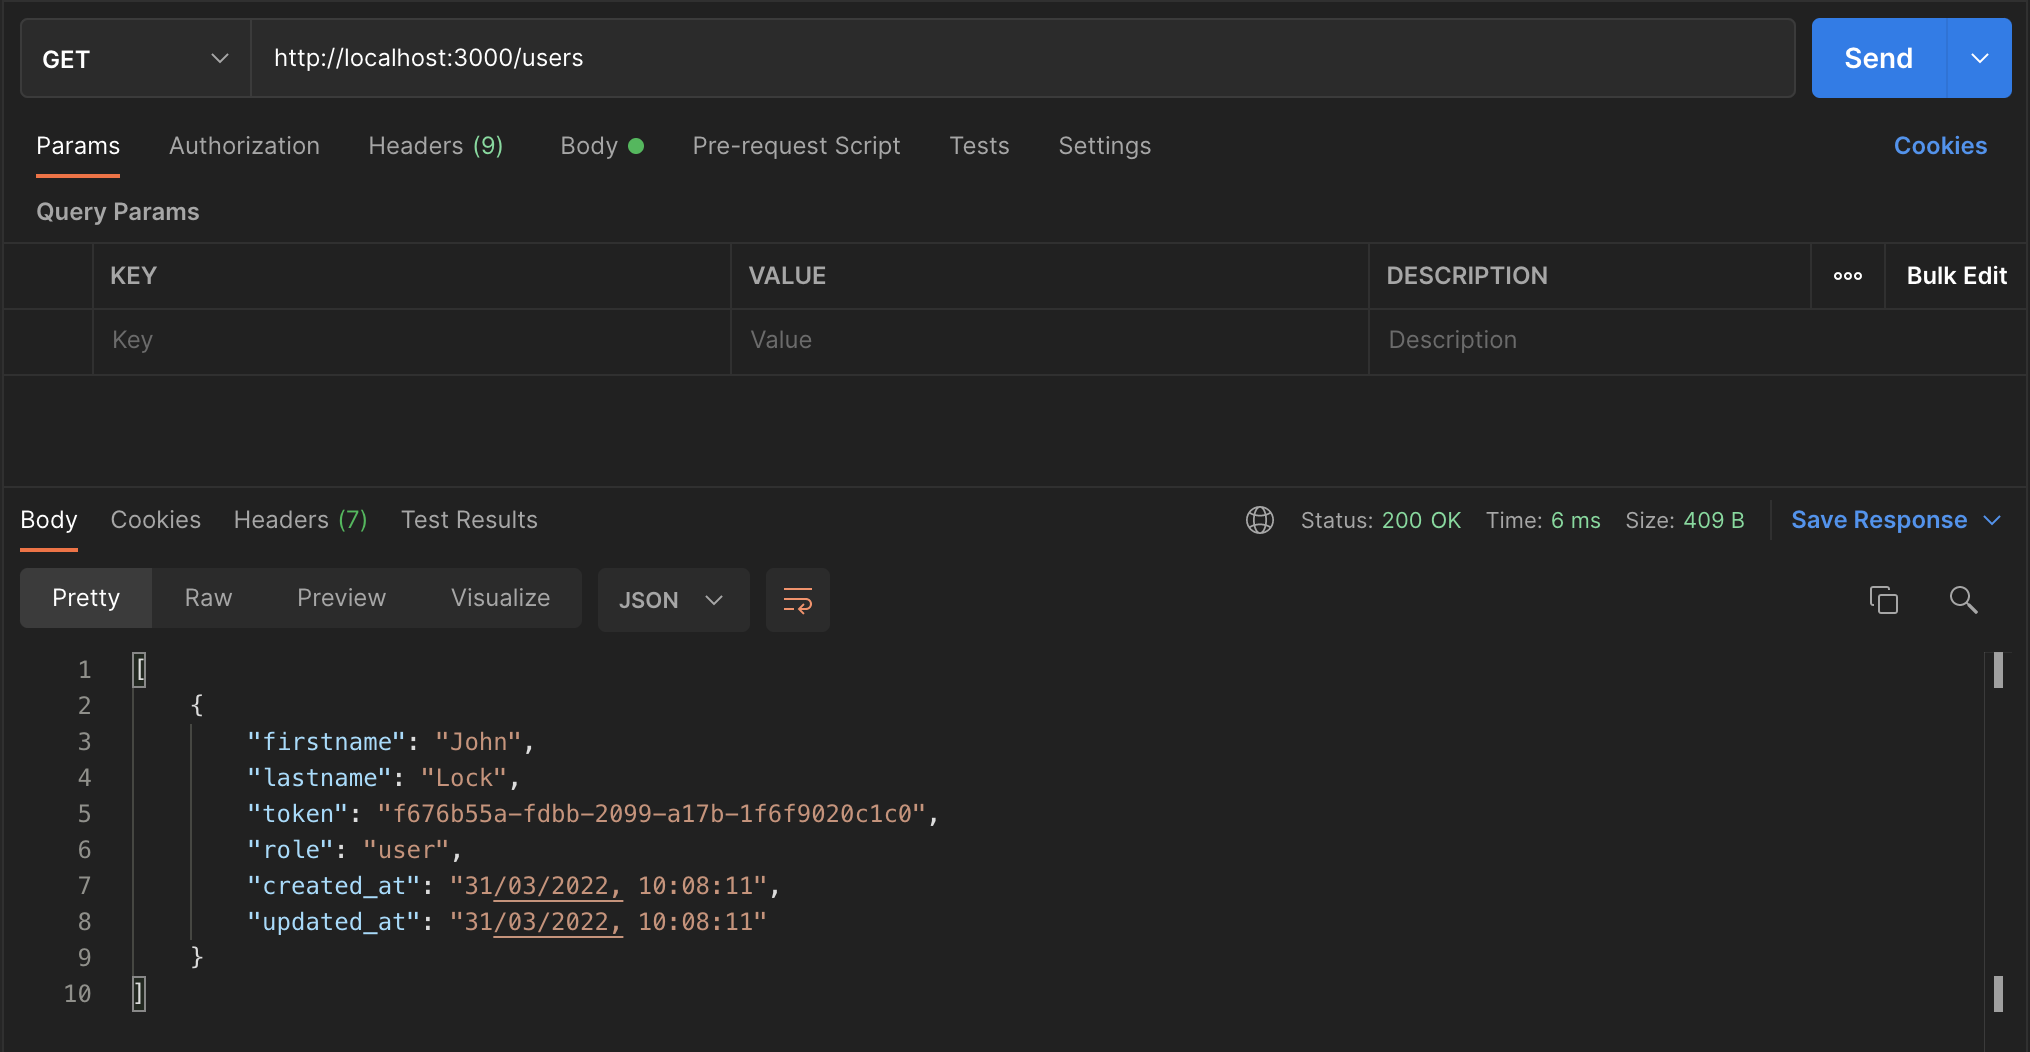 GET http://localhost:3000/users Send
Params Authorization Headers (9) Body Pre-request Script Tests Settings Cookies
Query Params
KEY VALUE DESCRIPTION Bulk Edit
Key Value Description
Body Cookies Headers (7) Test Results Status: 200 OK Time: 6 ms Size: 409 B Save Response
Pretty Raw Preview Visualize JSON
1 [
2 {
3 "firstname": "John",
4 "lastname": "Lock",
5 "token": "f676b55a-fdbb-2099-a17b-1f6f9020c1c0",
6 "role": "user",
7 "created_at": "31/03/2022, 10:08:11",
8 "updated_at": "31/03/2022, 10:08:11"
9 }
10 ]